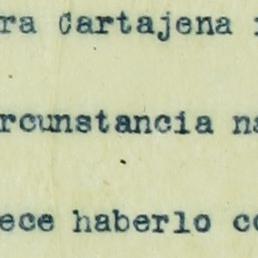 ra Cartajena
rcunstancia na
ece haberlo co